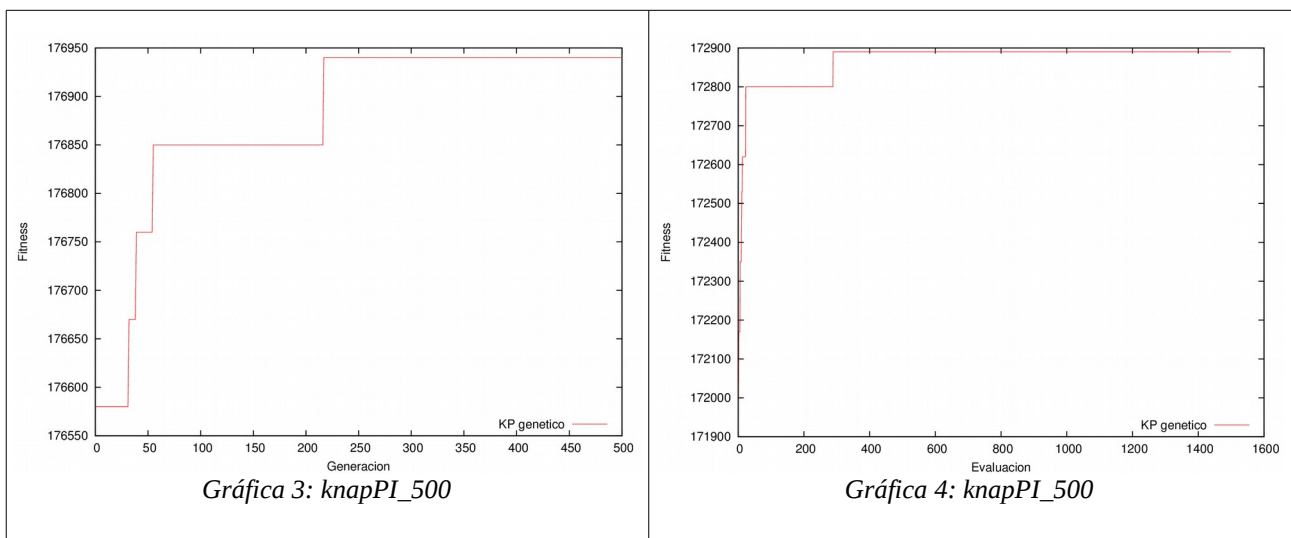 176950
176900
176850
176800
176750
176700
176650
176600
176550
Fitness
0 50 100 150 200 250 300 350 400 450 500
Generacion
KP genetico
Gráfica 3: knapPI_500
172900
172800
172700
172600
172500
172400
172300
172200
172100
172000
171900
Fitness
0 200 400 600 800 1000 1200 1400 1600
Evaluacion
KP genetico
Gráfica 4: knapPI_500